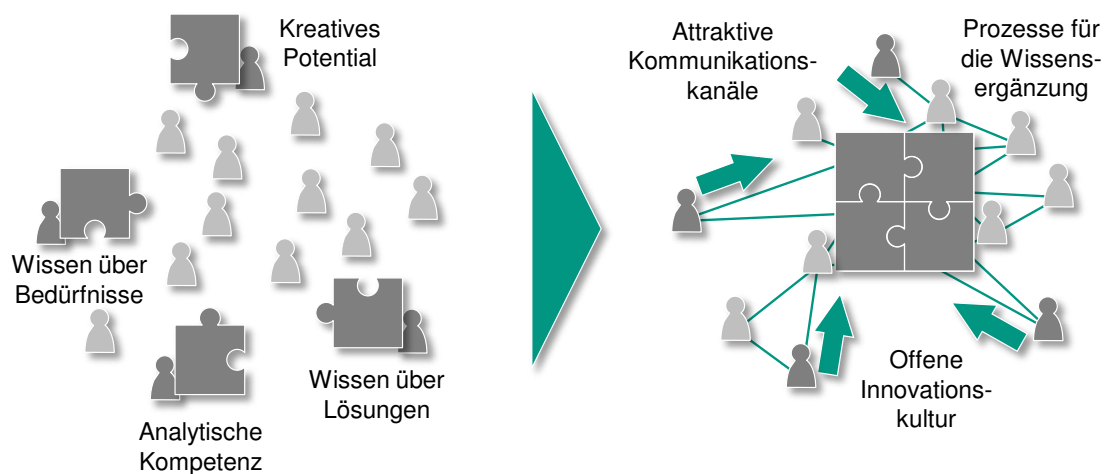 Kreatives
Potential
Wissen über
Bedürfnisse
Wissen über
Lösungen
Analytische
Kompetenz
Attraktive
Kommunikations-
kanäle
Prozesse für
die Wissens-
ergänzung
Offene
Innovations-
kultur